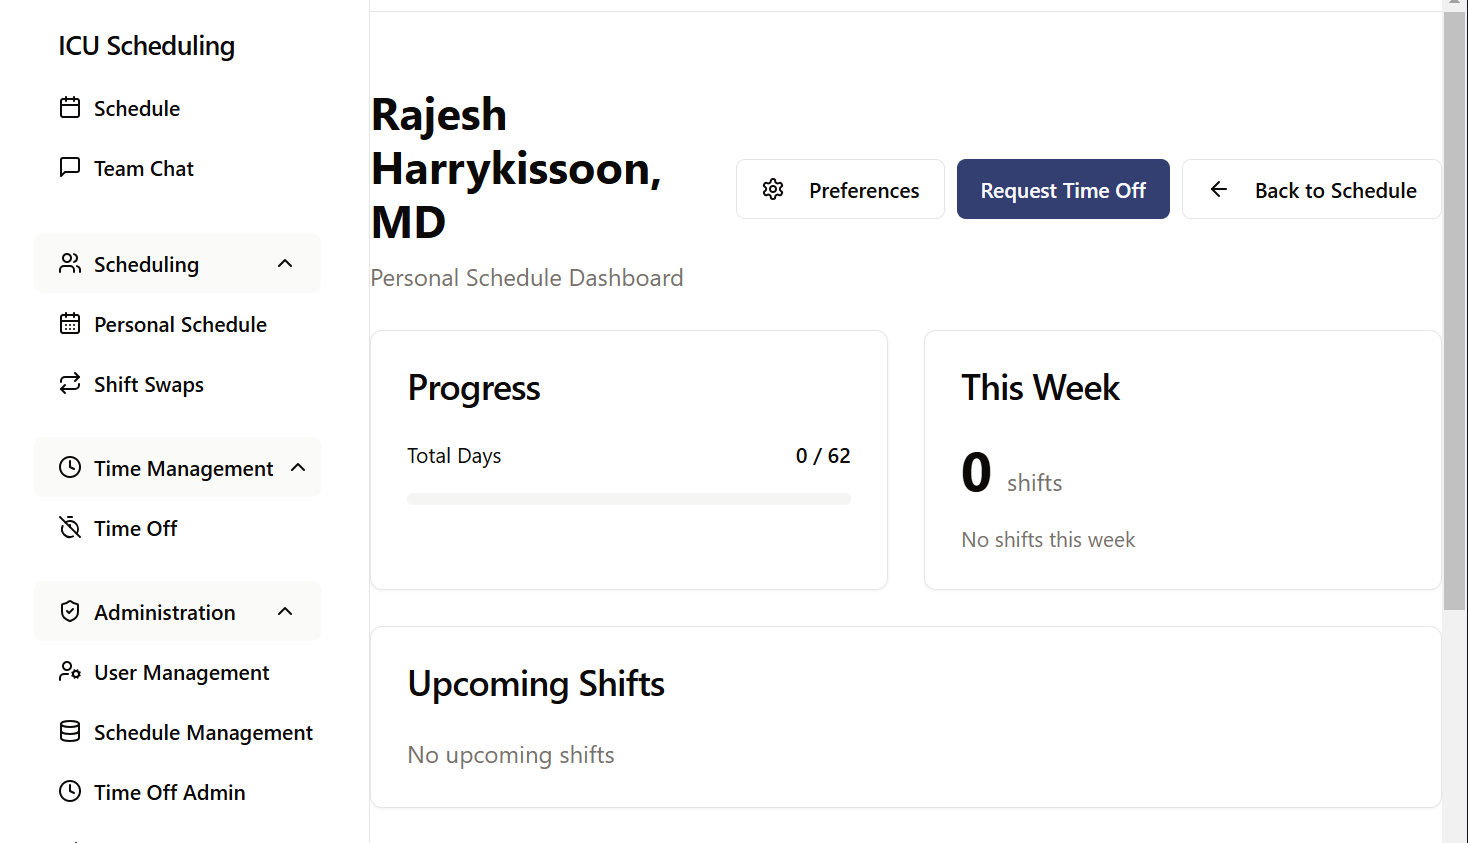 ICU Scheduling
Schedule
Team Chat
Scheduling
Personal Schedule
Shift Swaps
Time Management
Time Off
Administration
User Management
Schedule Management
Time Off Admin
Rajesh
Harrykissoon,
MD
Personal Schedule Dashboard
Preferences
Request Time Off
Back to Schedule
Progress
Total Days 0 / 62
This Week
0 shifts
No shifts this week
Upcoming Shifts
No upcoming shifts